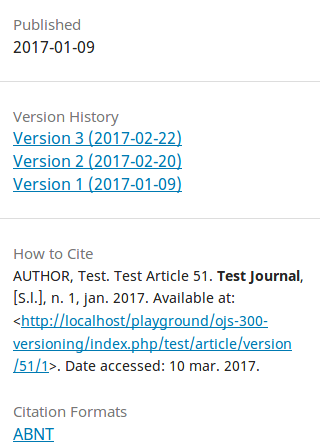 Published
2017-01-09
Version History
Version 3 (2017-02-22)
Version 2 (2017-02-20)
Version 1 (2017-01-09)
How to Cite
AUTHOR, Test. Test Article 51. Test Journal,
[S.l.], n. 1, jan. 2017. Available at:
<http://localhost/playground/ojs-300-
versioning/index.php/test/article/version
/51/1>. Date accessed: 10 mar. 2017.
Citation Formats
ABNT